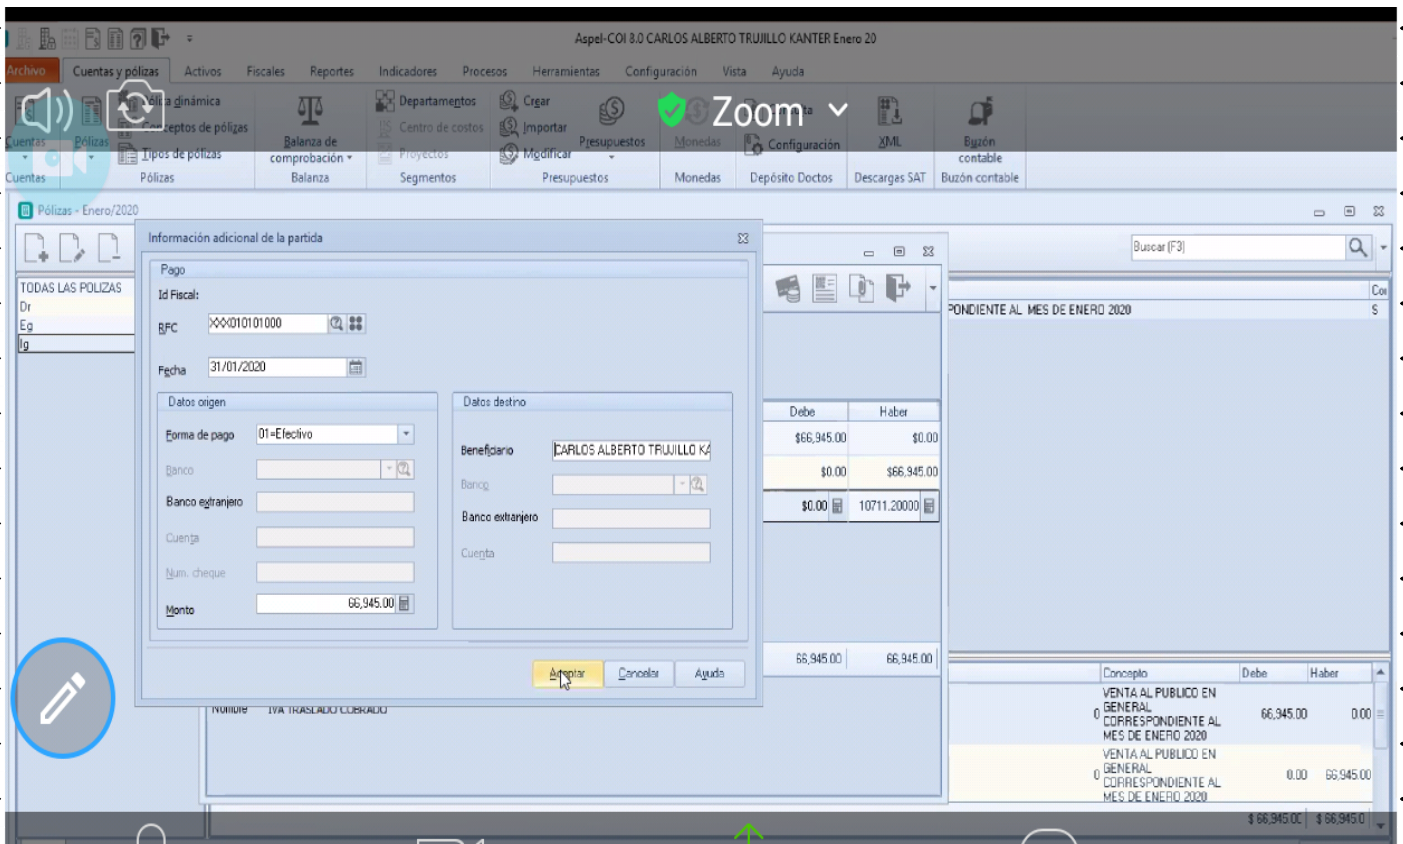 Aspel-COI 8.0 CARLOS ALBERTO TRUJILLO KANTER Enero 20
Archivo Cuentas y pólizas Activos Fiscales Reportes Indicadores Procesos Herramientas Configuración Vista Ayuda
Cuentas
Pólizas
dinámica
Conceptos de pólizas
Tipos de pólizas
Balanza de comprobación
Departamentos
Centro de costos
Proyectos
Crear
Importar
Modificar
Presupuestos
Monedas
Zoom
Configuración
XML
Buzón contable
Cuentas Pólizas Balanza Segmentos Presupuestos Monedas Depósito Doctos Descargas SAT Buzón contable
Pólizas - Enero/2020
Buscar (F3)
TODAS LAS POLIZAS
Dr
Eg
Ig
Información adicional de la partida
Pago
Id Fiscal:
RFC XXX010101000
Fecha 31/01/2020
Datos origen
Forma de pago 01=Efectivo
Banco
Banco extranjero
Cuenta
Num. cheque
Monto 66,945.00
Datos destino
Beneficiario CARLOS ALBERTO TRUJILLO KA
Banco
Banco extranjero
Cuenta
Aceptar Cancelar Ayuda
Nombre IVA TRASLADO COBRADO
Debe Haber
$66,945.00 $0.00
$0.00 $66,945.00
$0.00 10711.20000
66,945.00 66,945.00
Con
PONDIENTE AL MES DE ENERO 2020 S
Concepto Debe Haber
VENTA AL PUBLICO EN
0 GENERAL 66,945.00 0.00
CORRESPONDIENTE AL
MES DE ENERO 2020
VENTA AL PUBLICO EN
0 GENERAL 0.00 66,945.00
CORRESPONDIENTE AL
MES DE ENERO 2020
$ 66,945.00 $ 66,945.0